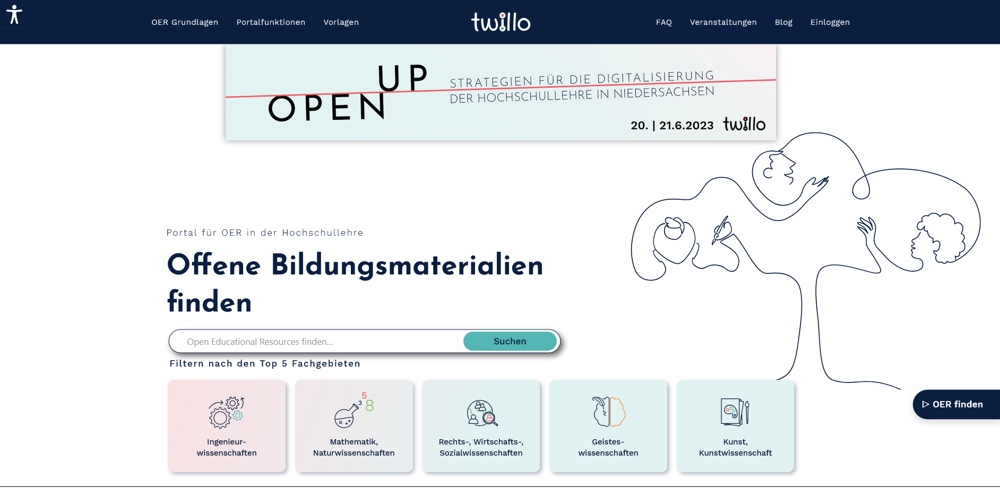 OER Grundlagen Portalfunktionen Vorlagen twillo FAQ Veranstaltungen Blog Einloggen
OPEN UP
STRATEGIEN FÜR DIE DIGITALISIERUNG
DER HOCHSCHULLEHRE IN NIEDERSACHSEN
20. | 21.6.2023 twillo
Portal für OER in der Hochschullehre
Offene Bildungsmaterialien
finden
Open Educational Resources finden... Suchen
Filtern nach den Top 5 Fachgebieten
3 5 8
Ingenieur-
wissenschaften
Mathematik,
Naturwissenschaften
Rechts-, Wirtschafts-,
Sozialwissenschaften
Geistes-
wissenschaften
Kunst,
Kunstwissenschaft
OER finden